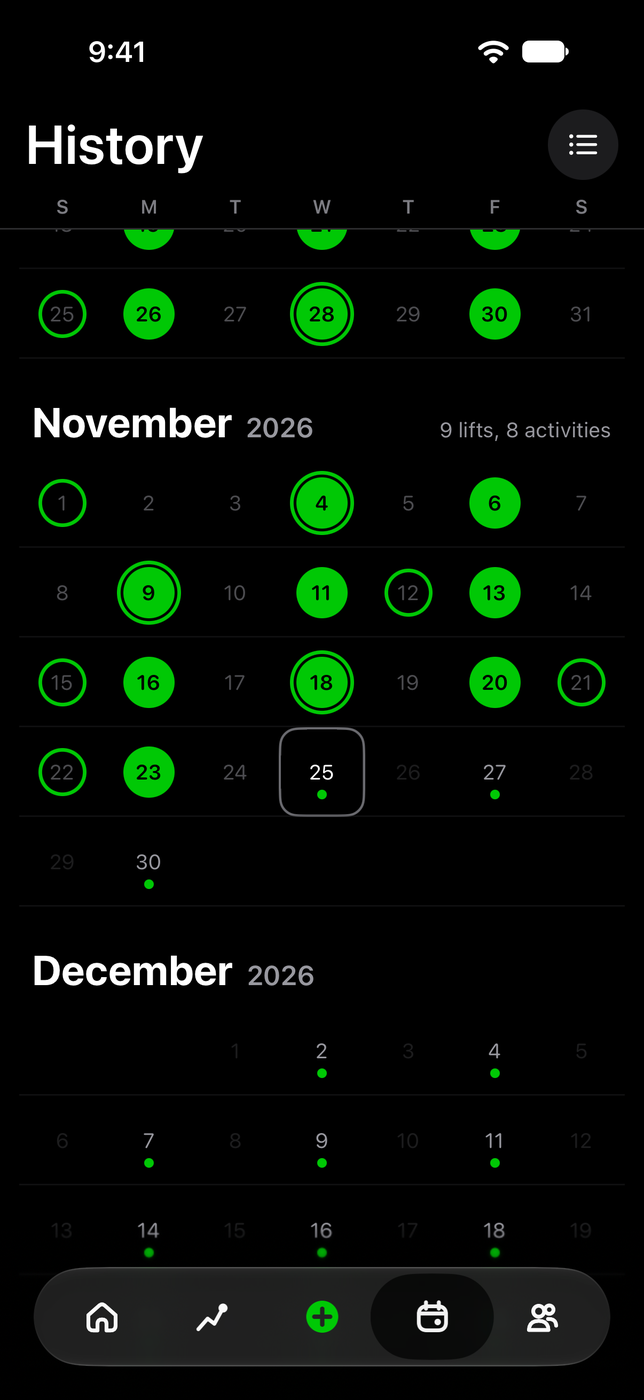 9:41
History
S M T W T F S
25 26 27 28 29 30 31
November 2026 9 lifts, 8 activities
1 2 3 4 5 6 7
8 9 10 11 12 13 14
15 16 17 18 19 20 21
22 23 24 25 26 27 28
29 30
December 2026
1 2 3 4 5
6 7 8 9 10 11 12
13 14 15 16 17 18 19